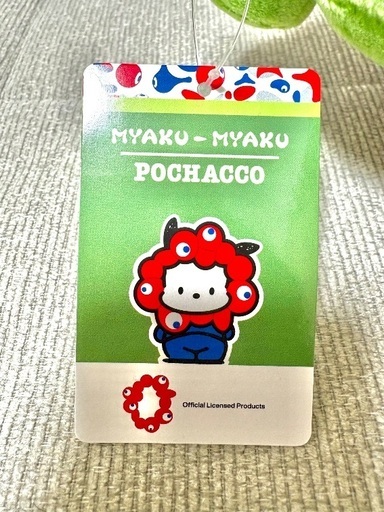 MYAKU-MYAKU
POCHACCO
Official Licensed Products